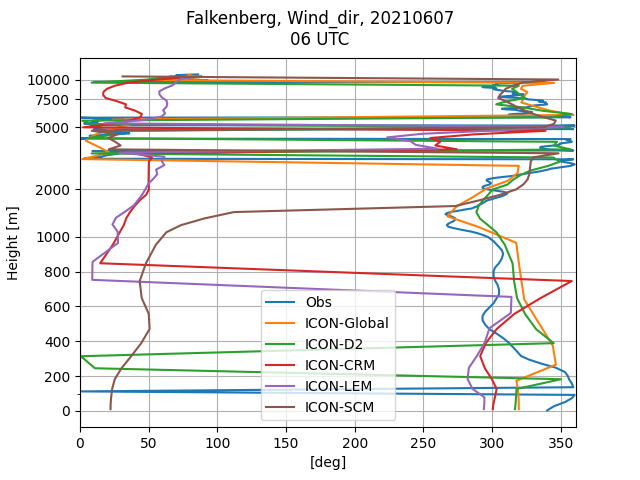 Falkenberg, Wind_dir, 20210607
06 UTC
Height [m]
10000
7500
5000
2000
1000
800
600
400
200
0
Obs
ICON-Global
ICON-D2
ICON-CRM
ICON-LEM
ICON-SCM
0 50 100 150 200 250 300 350
[deg]